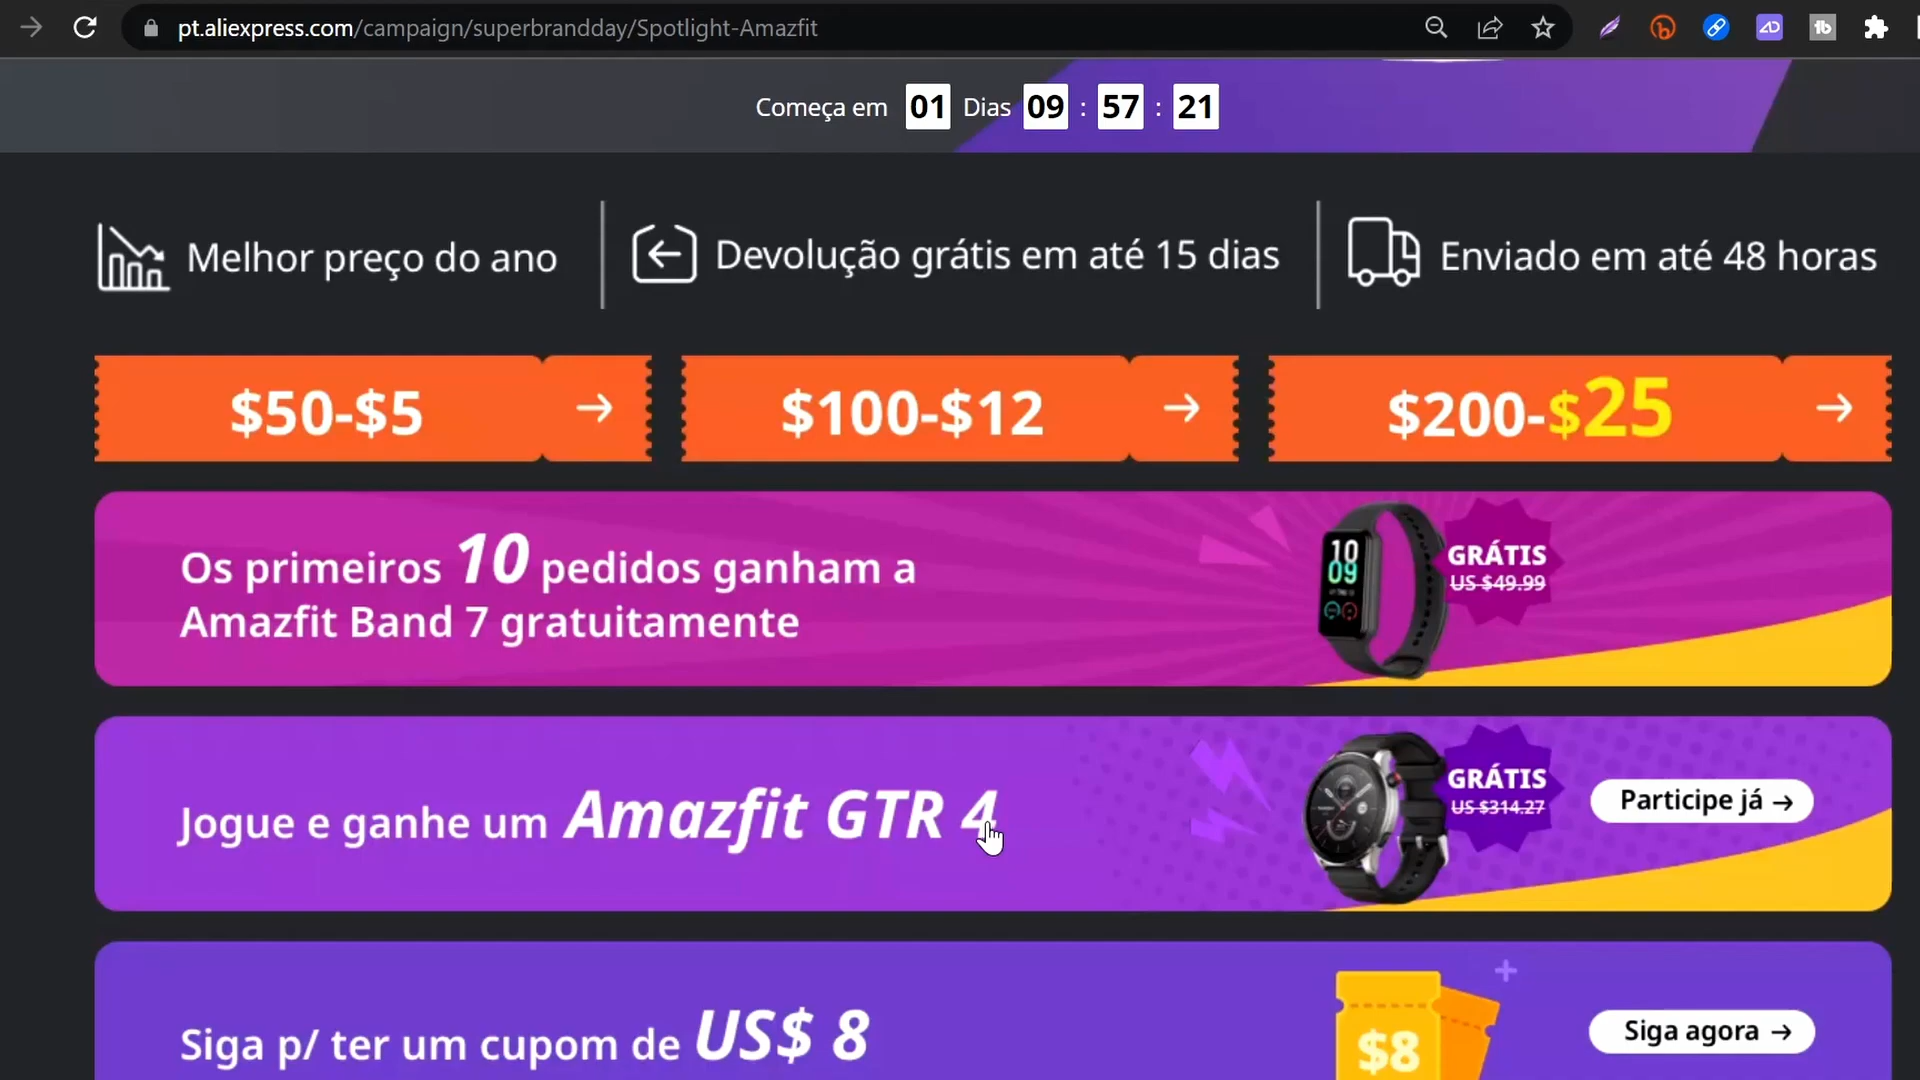 pt.aliexpress.com/campaign/superbrandday/Spotlight-Amazfit
Começa em 01 Dias 09 : 57 : 21
Melhor preço do ano
Devolução grátis em até 15 dias
Enviado em até 48 horas
$50-$5
$100-$12
$200-$25
Os primeiros 10 pedidos ganham a
Amazfit Band 7 gratuitamente
10
09
GRÁTIS
US $49.99
Jogue e ganhe um Amazfit GTR 4
GRÁTIS
US $314.27
Participe já
Siga p/ ter um cupom de US$ 8
$8
Siga agora